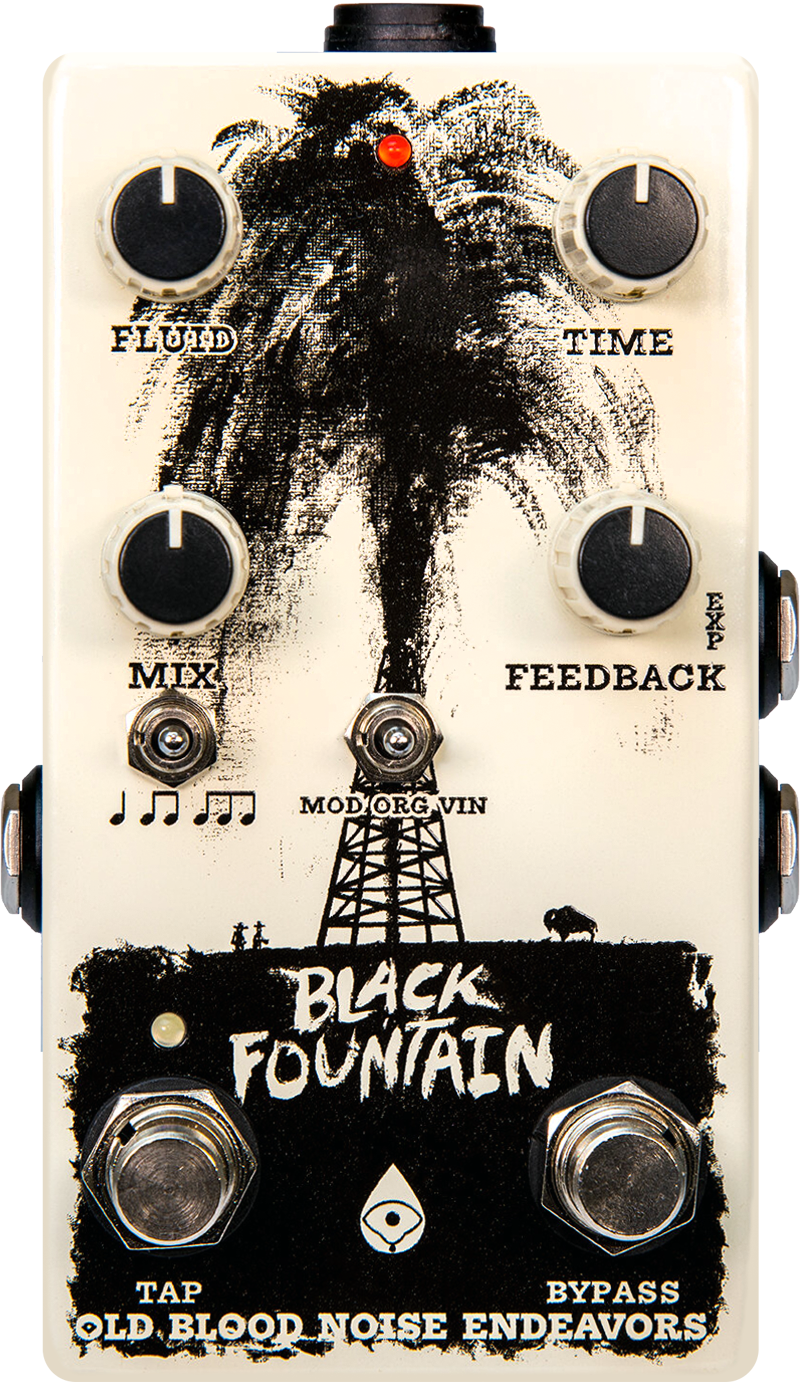 FLUID
TIME
EXP
MIX
FEEDBACK
MOD ORG VIN
BLACK
FOUNTAIN
TAP
BYPASS
OLD BLOOD NOISE ENDEAVORS